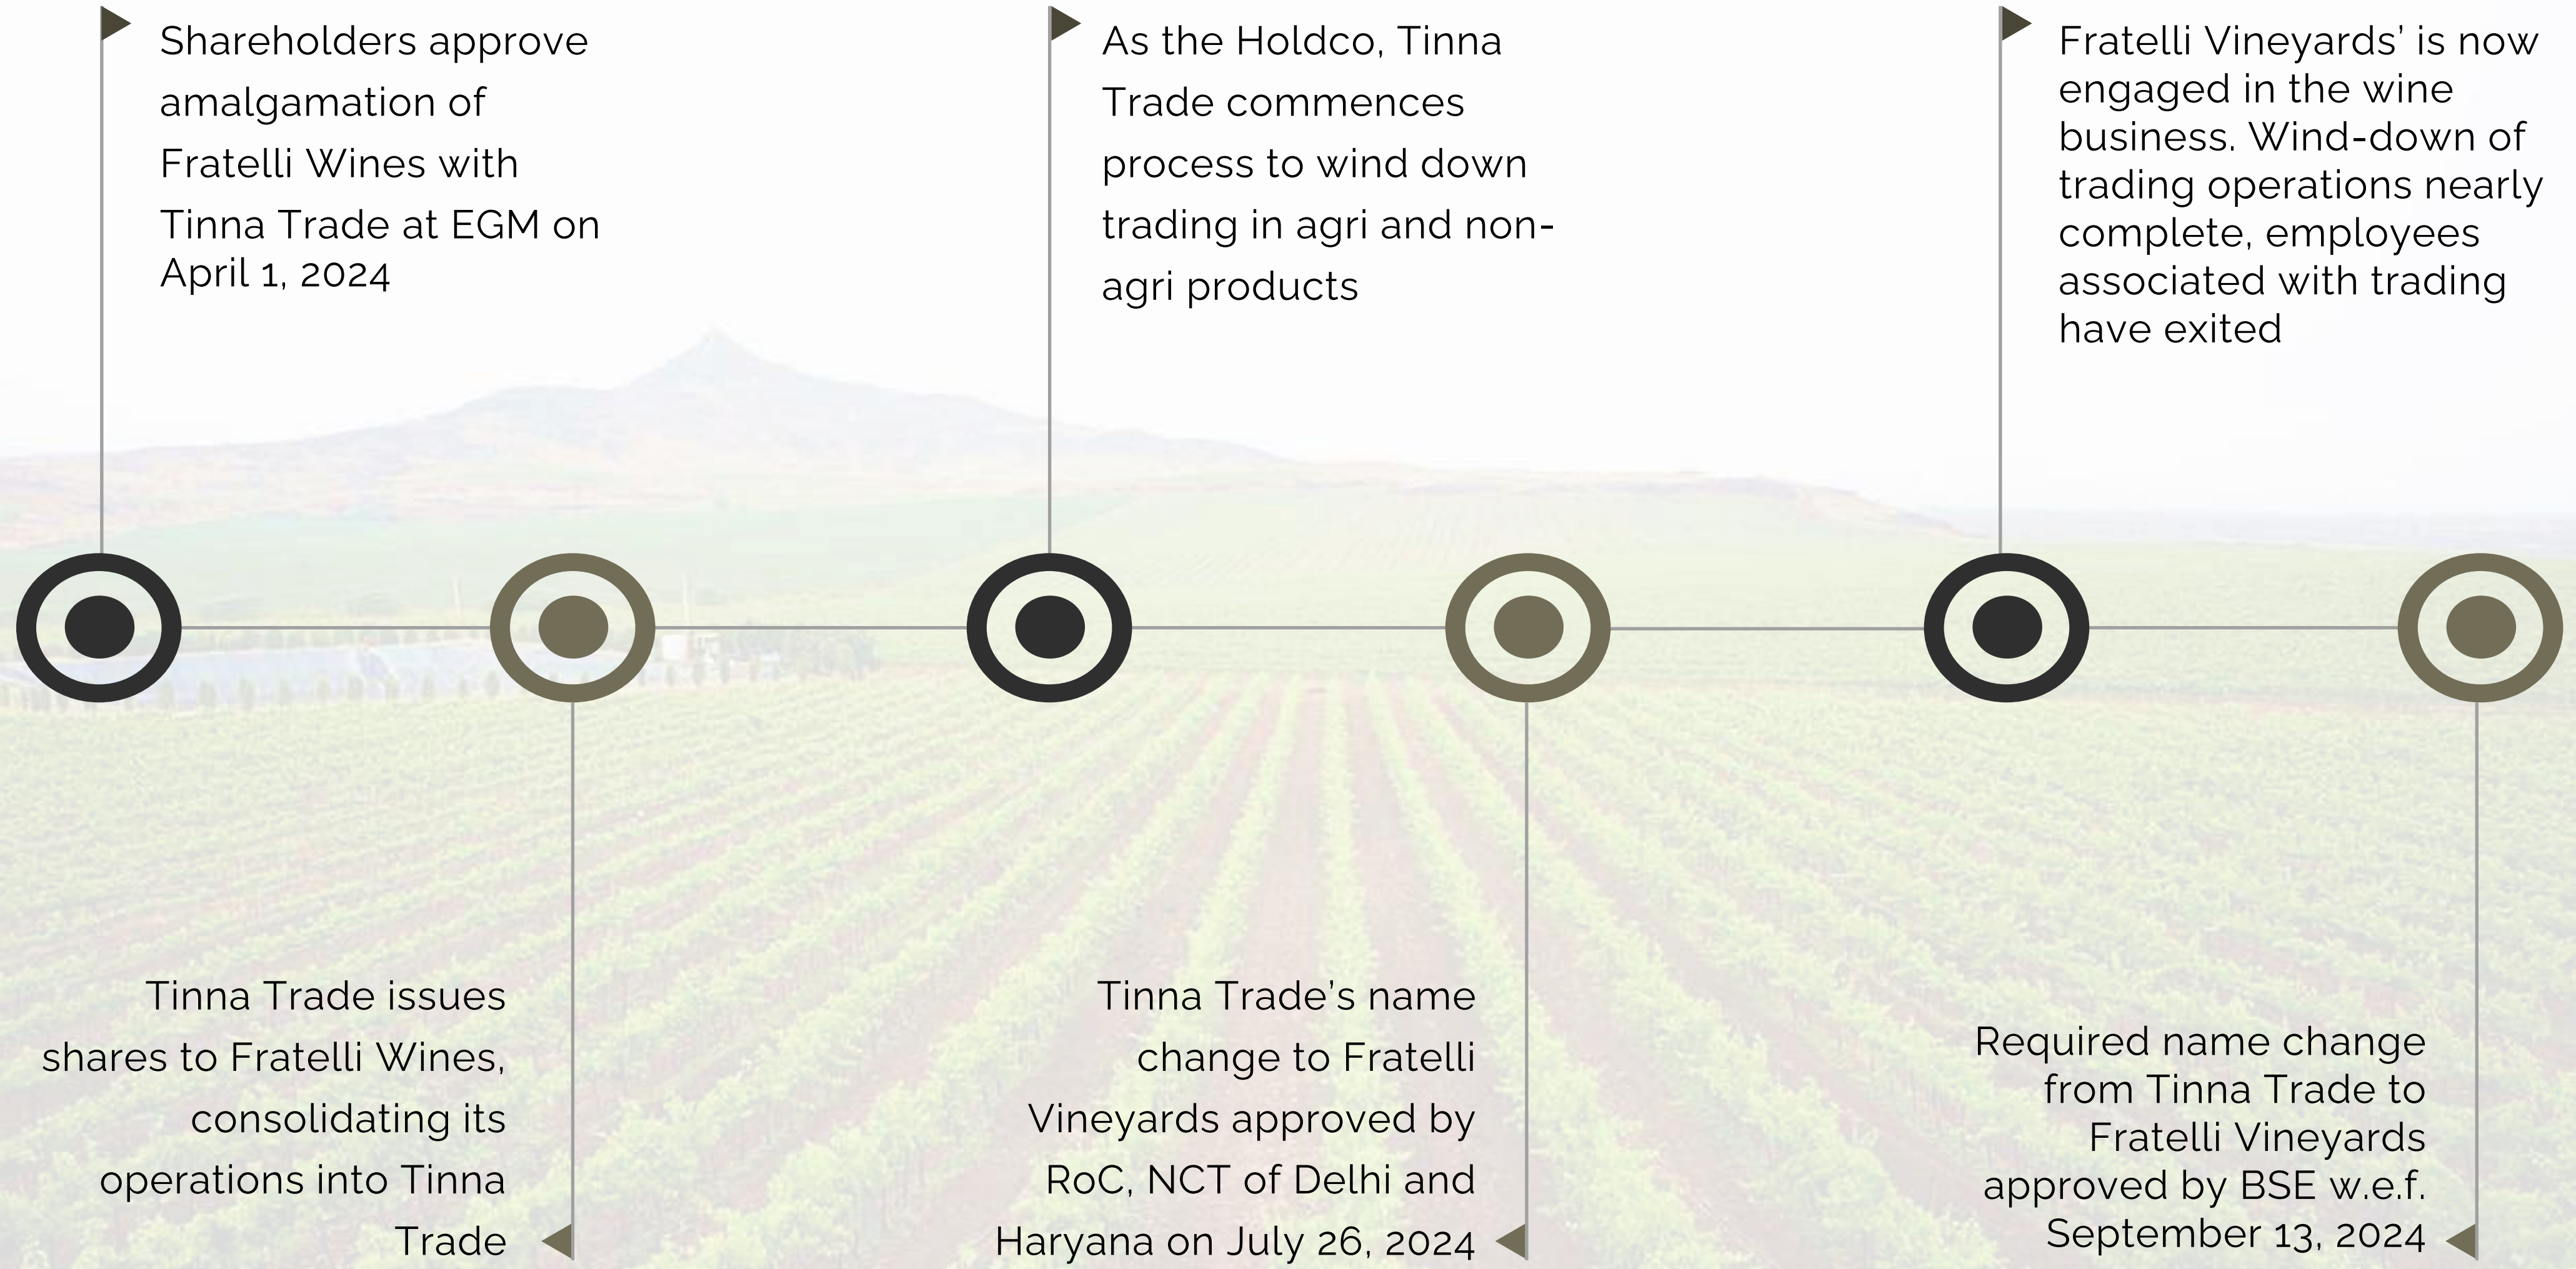 Shareholders approve
amalgamation of
Fratelli Wines with
Tinna Trade at EGM on
April 1, 2024
Tinna Trade issues
shares to Fratelli Wines,
consolidating its
operations into Tinna
Trade
As the Holdco, Tinna
Trade commences
process to wind down
trading in agri and non-
agri products
Tinna Trade’s name
change to Fratelli
Vineyards approved by
RoC, NCT of Delhi and
Haryana on July 26, 2024
Fratelli Vineyards’ is now
engaged in the wine
business. Wind-down of
trading operations nearly
complete, employees
associated with trading
have exited
Required name change
from Tinna Trade to
Fratelli Vineyards
approved by BSE w.e.f.
September 13, 2024